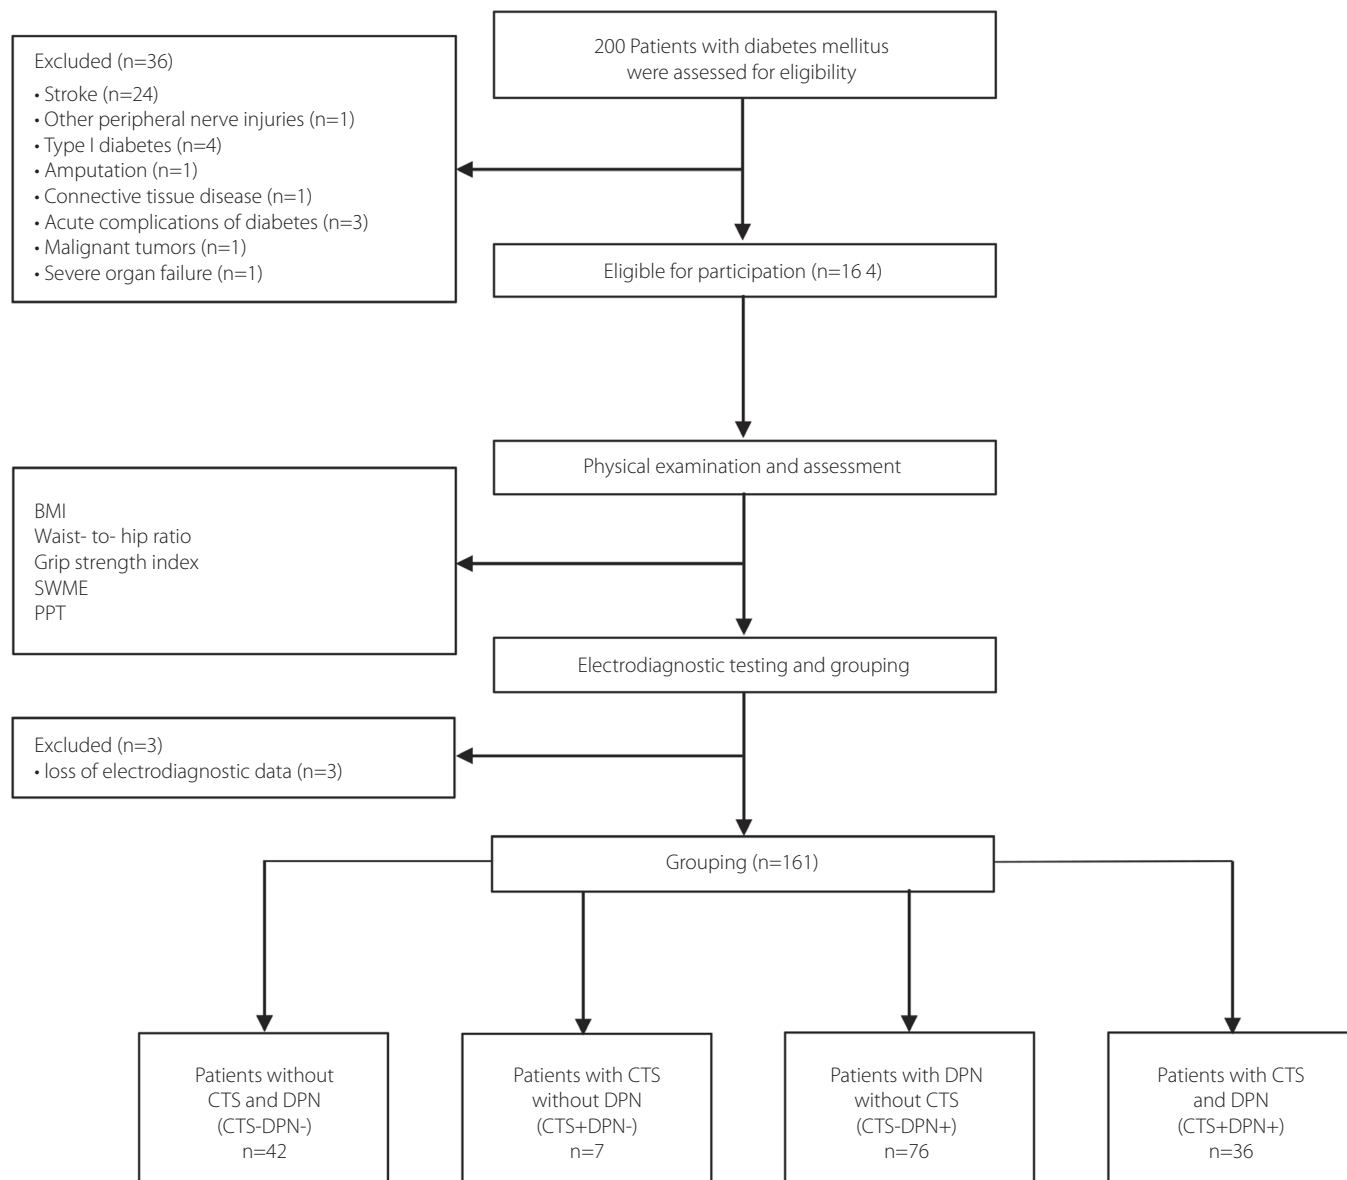 200 Patients with diabetes mellitus
were assessed for eligibility
Excluded (n=36)
• Stroke (n=24)
• Other peripheral nerve injuries (n=1)
• Type I diabetes (n=4)
• Amputation (n=1)
• Connective tissue disease (n=1)
• Acute complications of diabetes (n=3)
• Malignant tumors (n=1)
• Severe organ failure (n=1)
Eligible for participation (n=16 4)
Physical examination and assessment
BMI
Waist- to- hip ratio
Grip strength index
SWME
PPT
Electrodiagnostic testing and grouping
Excluded (n=3)
• loss of electrodiagnostic data (n=3)
Grouping (n=161)
Patients without
CTS and DPN
(CTS-DPN-)
n=42
Patients with CTS
without DPN
(CTS+DPN-)
n=7
Patients with DPN
without CTS
(CTS-DPN+)
n=76
Patients with CTS
and DPN
(CTS+DPN+)
n=36